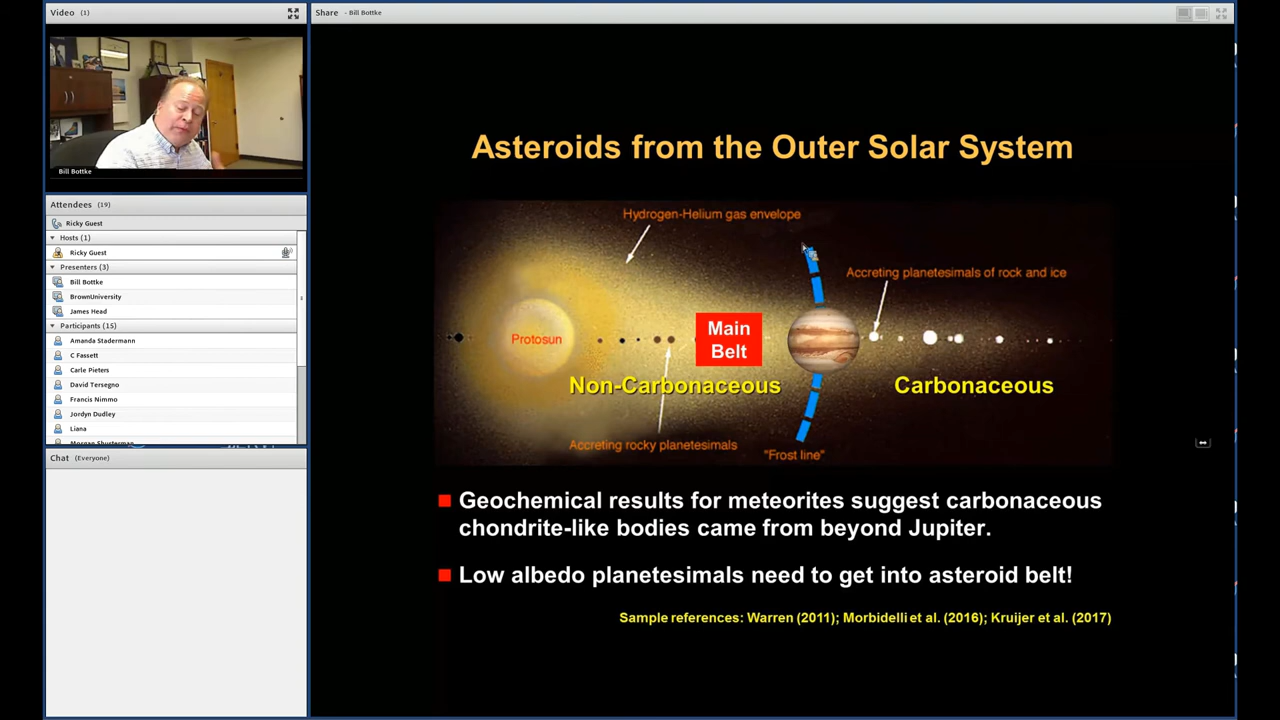 Video (1)
Bill Bottke
Attendees (19)
Ricky Guest
Hosts (1)
Ricky Guest
Presenters (3)
Bill Bottke
BrownUniversity
James Head
Participants (15)
Amanda Stadermann
C Fassett
Carle Pieters
David Tersegno
Francis Nimmo
Jordyn Dudley
Liana
Morgan Shusterman
Chat (Everyone)
Share - Bill Bottke
Asteroids from the Outer Solar System
Hydrogen-Helium gas envelope
Accreting planetesimals of rock and ice
Protosun
Main
Belt
Non-Carbonaceous
Carbonaceous
Accreting rocky planetesimals
"Frost line"
Geochemical results for meteorites suggest carbonaceous
chondrite-like bodies came from beyond Jupiter.
Low albedo planetesimals need to get into asteroid belt!
Sample references: Warren (2011); Morbidelli et al. (2016); Kruijer et al. (2017)